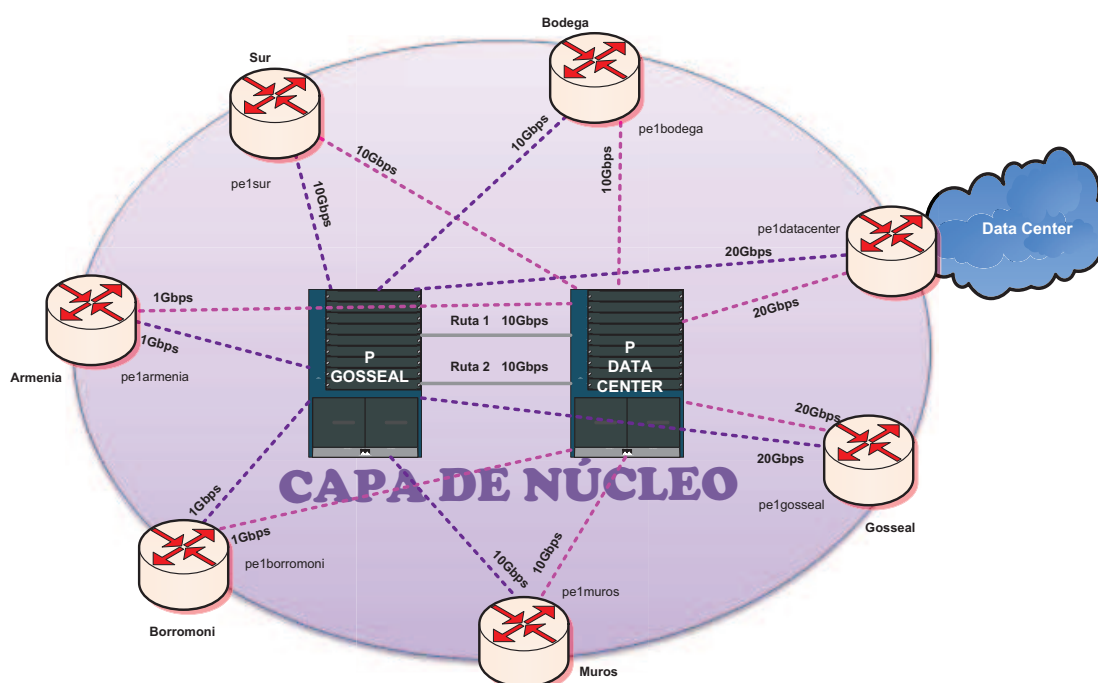 Bodega
Sur
pe1bodega
10Gbps
10Gbps
10Gbps
10Gbps
pe1sur
pe1datacenter
Data Center
20Gbps
20Gbps
1Gbps
1Gbps
Armenia
pe1armenia
Ruta 1 10Gbps
Ruta 2 10Gbps
P
GOSSEAL
P
DATA
CENTER
20Gbps
20Gbps
CAPA DE NÚCLEO
pe1gosseal
Gosseal
1Gbps
1Gbps
pe1borromoni
Borromoni
10Gbps
10Gbps
pe1muros
Muros